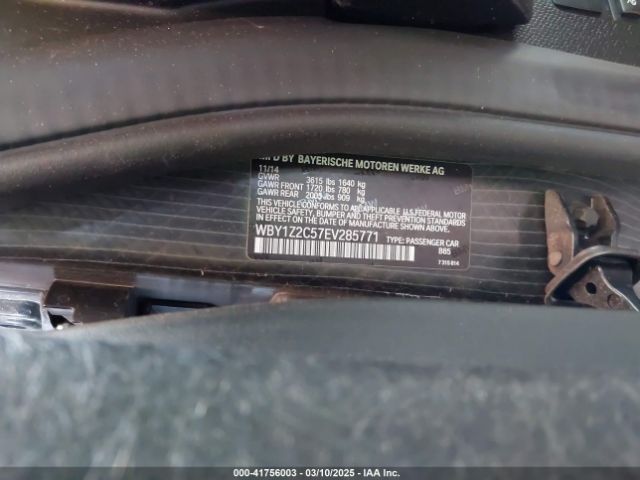 BY BAYERISCHE MOTOREN WERKE AG
11/14
GVWR 3615 lbs 1640 kg
GAWR FRONT 1720 lbs 780 kg
GAWR REAR 2005 lbs 909 kg
THIS VEHICLE CONFORMS TO ALL APPLICABLE U.S. FEDERAL MOTOR
VEHICLE SAFETY, BUMPER, AND THEFT PREVENTION STANDARDS
IN EFFECT ON THE DATE OF MANUFACTURE SHOWN ABOVE.
WBY1Z2C57EV285771 TYPE: PASSENGER CAR
B85
7 315 814
000-41756003 — 03/10/2025 — IAA Inc.